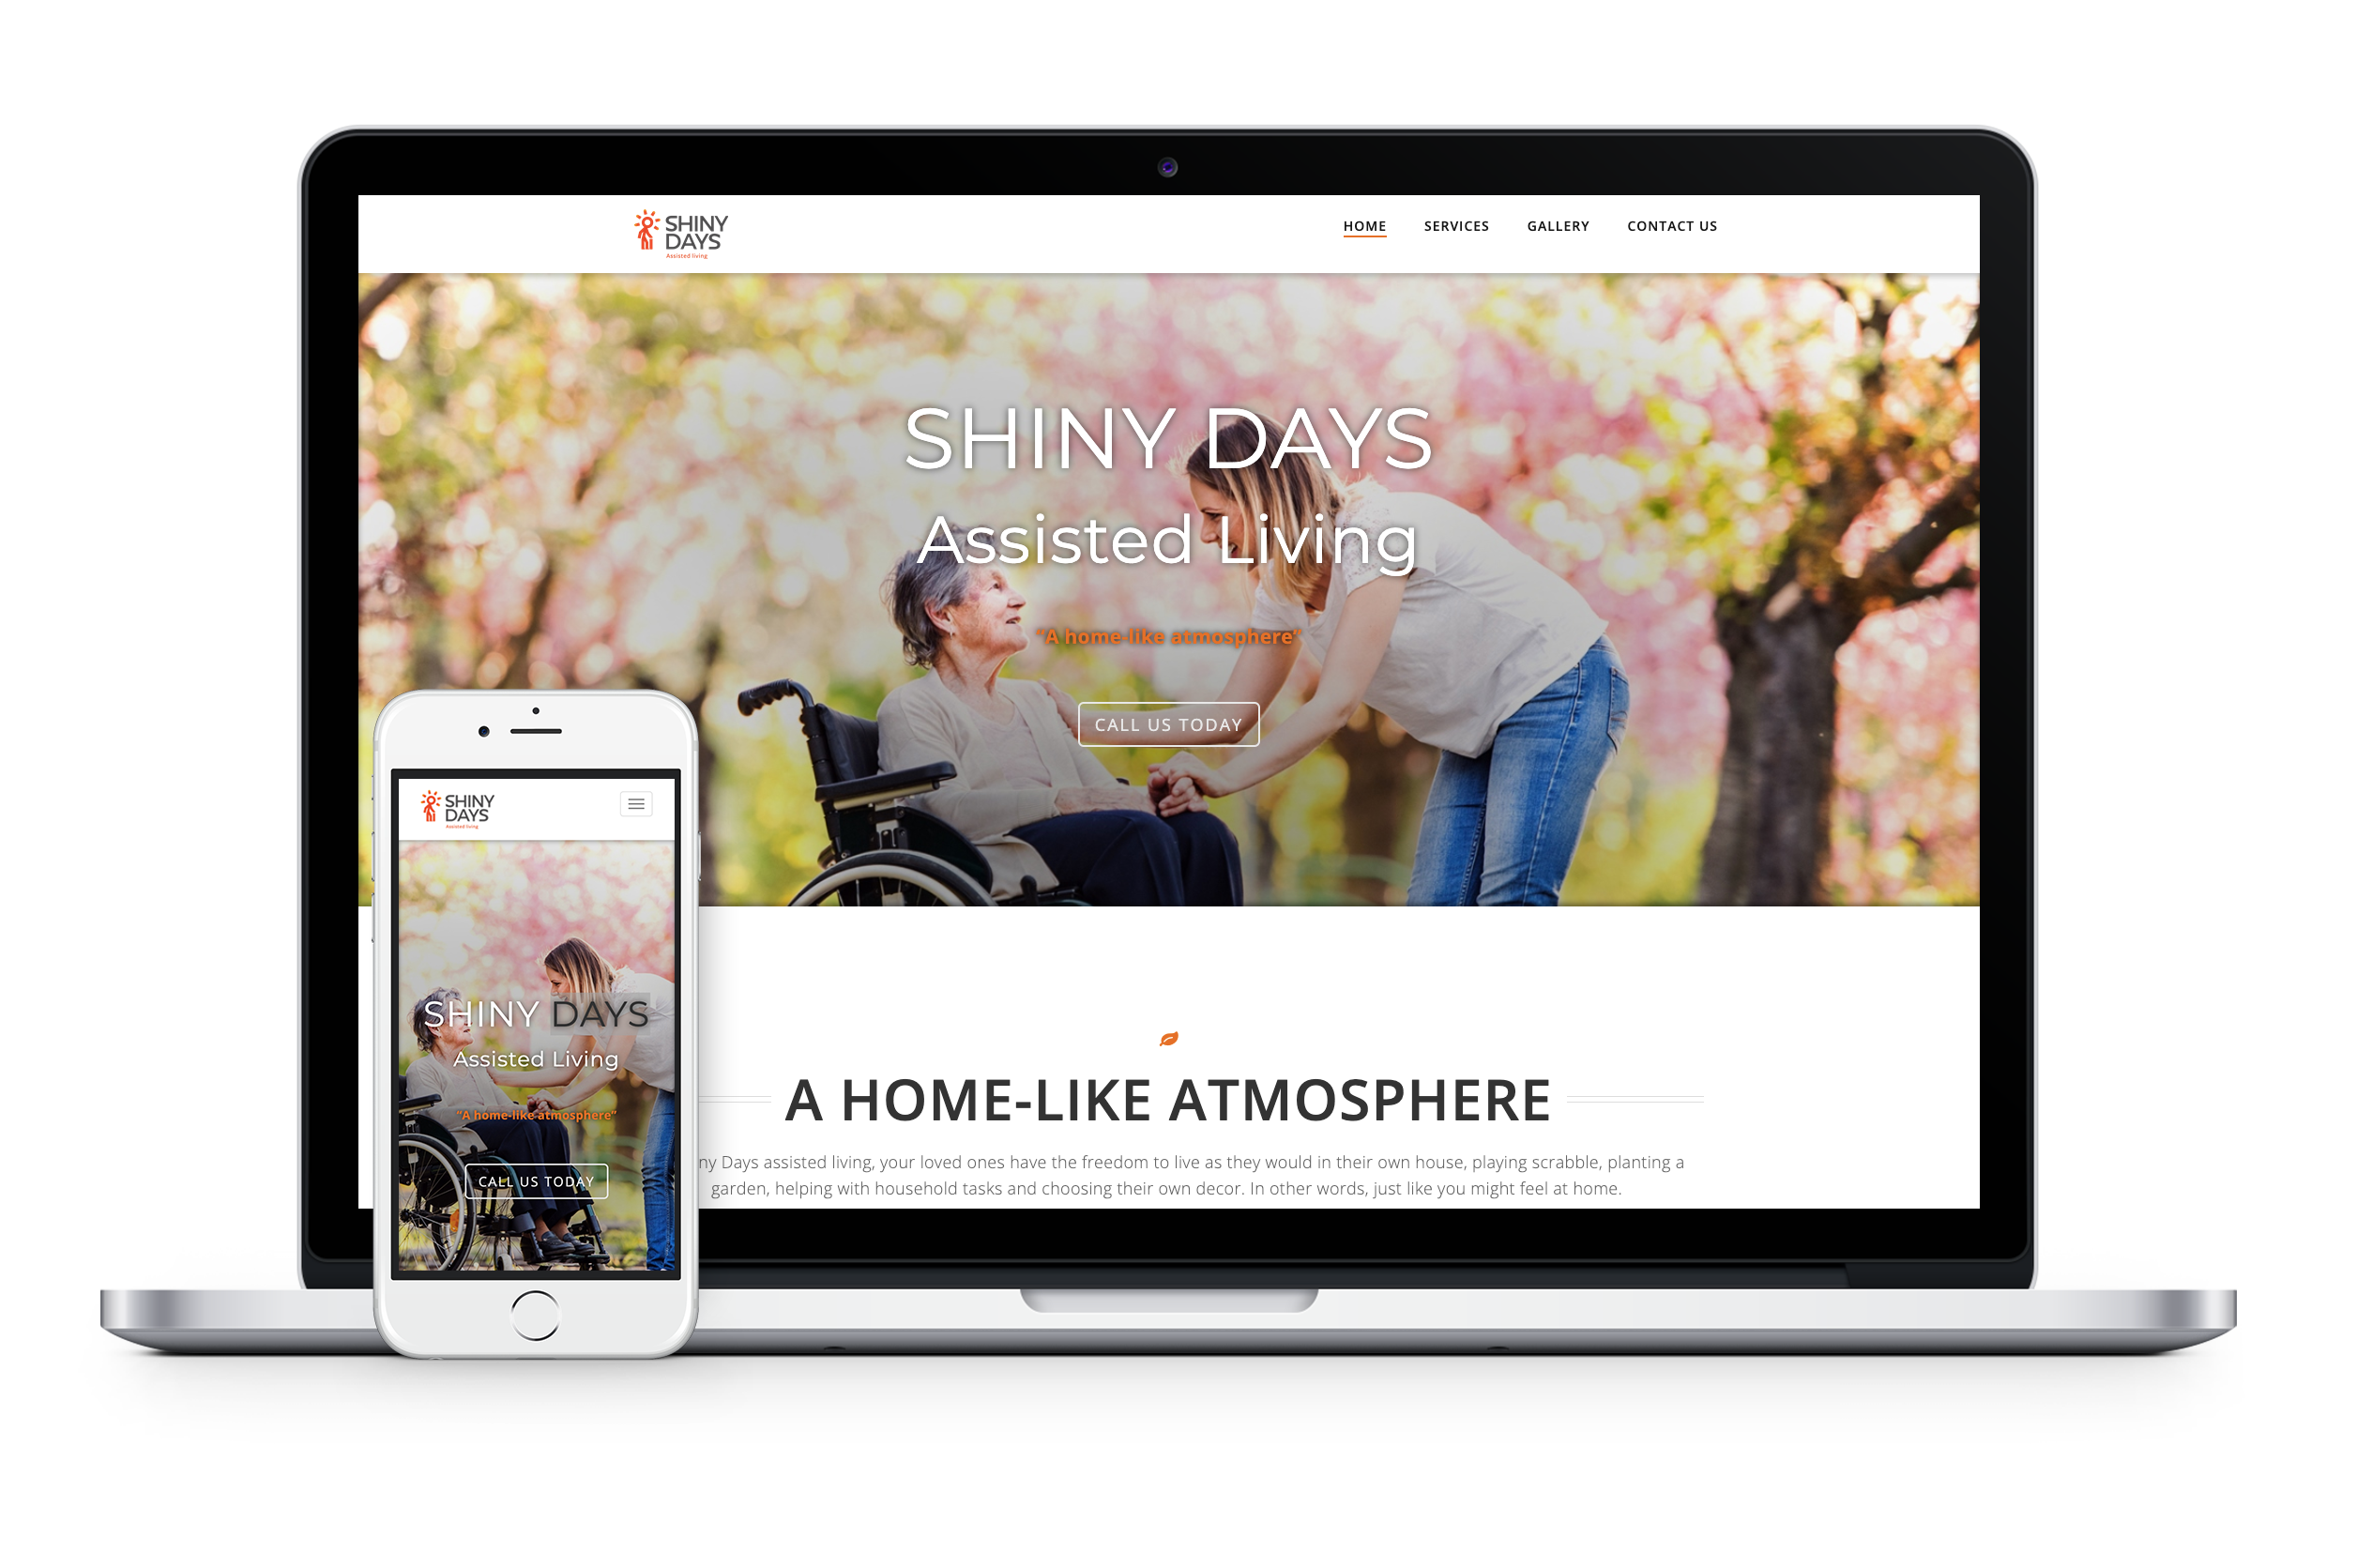 SHINY
DAYS
Assisted living
HOME SERVICES GALLERY CONTACT US
SHINY DAYS
Assisted Living
"A home-like atmosphere"
CALL US TODAY
A HOME-LIKE ATMOSPHERE
ny Days assisted living, your loved ones have the freedom to live as they would in their own house, playing scrabble, planting a
garden, helping with household tasks and choosing their own decor. In other words, just like you might feel at home.
SHINY
DAYS
Assisted living
SHINY DAYS
Assisted Living
"A home-like atmosphere"
CALL US TODAY